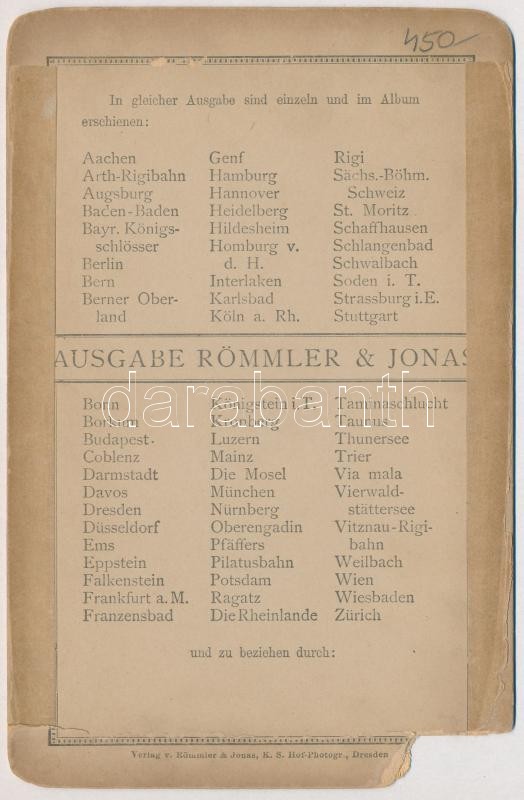 450
In gleicher Ausgabe sind einzeln und im Album
erschienen:
Aachen
Arth-Rigibahn
Augsburg
Baden-Baden
Bayr. Königs-
schlösser
Berlin
Bern
Berner Ober-
land
Genf
Hamburg
Hannover
Heidelberg
Hildesheim
Homburg v.
d. H.
Interlaken
Karlsbad
Köln a. Rh.
Rigi
Sächs.-Böhm.
Schweiz
St. Moritz
Schaffhausen
Schlangenbad
Schwalbach
Soden i. T.
Strassburg i. E.
Stuttgart
AUSGABE RÖMMLER & JONAS
darabanth
Bonn
Borkum
Budapest
Coblenz
Darmstadt
Davos
Dresden
Düsseldorf
Ems
Eppstein
Falkenstein
Frankfurt a. M.
Franzensbad
Königstein i. T.
Kronberg
Luzern
Mainz
Die Mosel
München
Nürnberg
Oberengadin
Pfäffers
Pilatusbahn
Potsdam
Ragatz
Die Rheinlande
Taminaschlucht
Taunus
Thunersee
Trier
Via mala
Vierwald-
stättersee
Vitznau-Rigi-
bahn
Weilbach
Wien
Wiesbaden
Zürich
und zu beziehen durch:
Verlag v. Römmler & Jonas, K. S. Hof-Photogr., Dresden